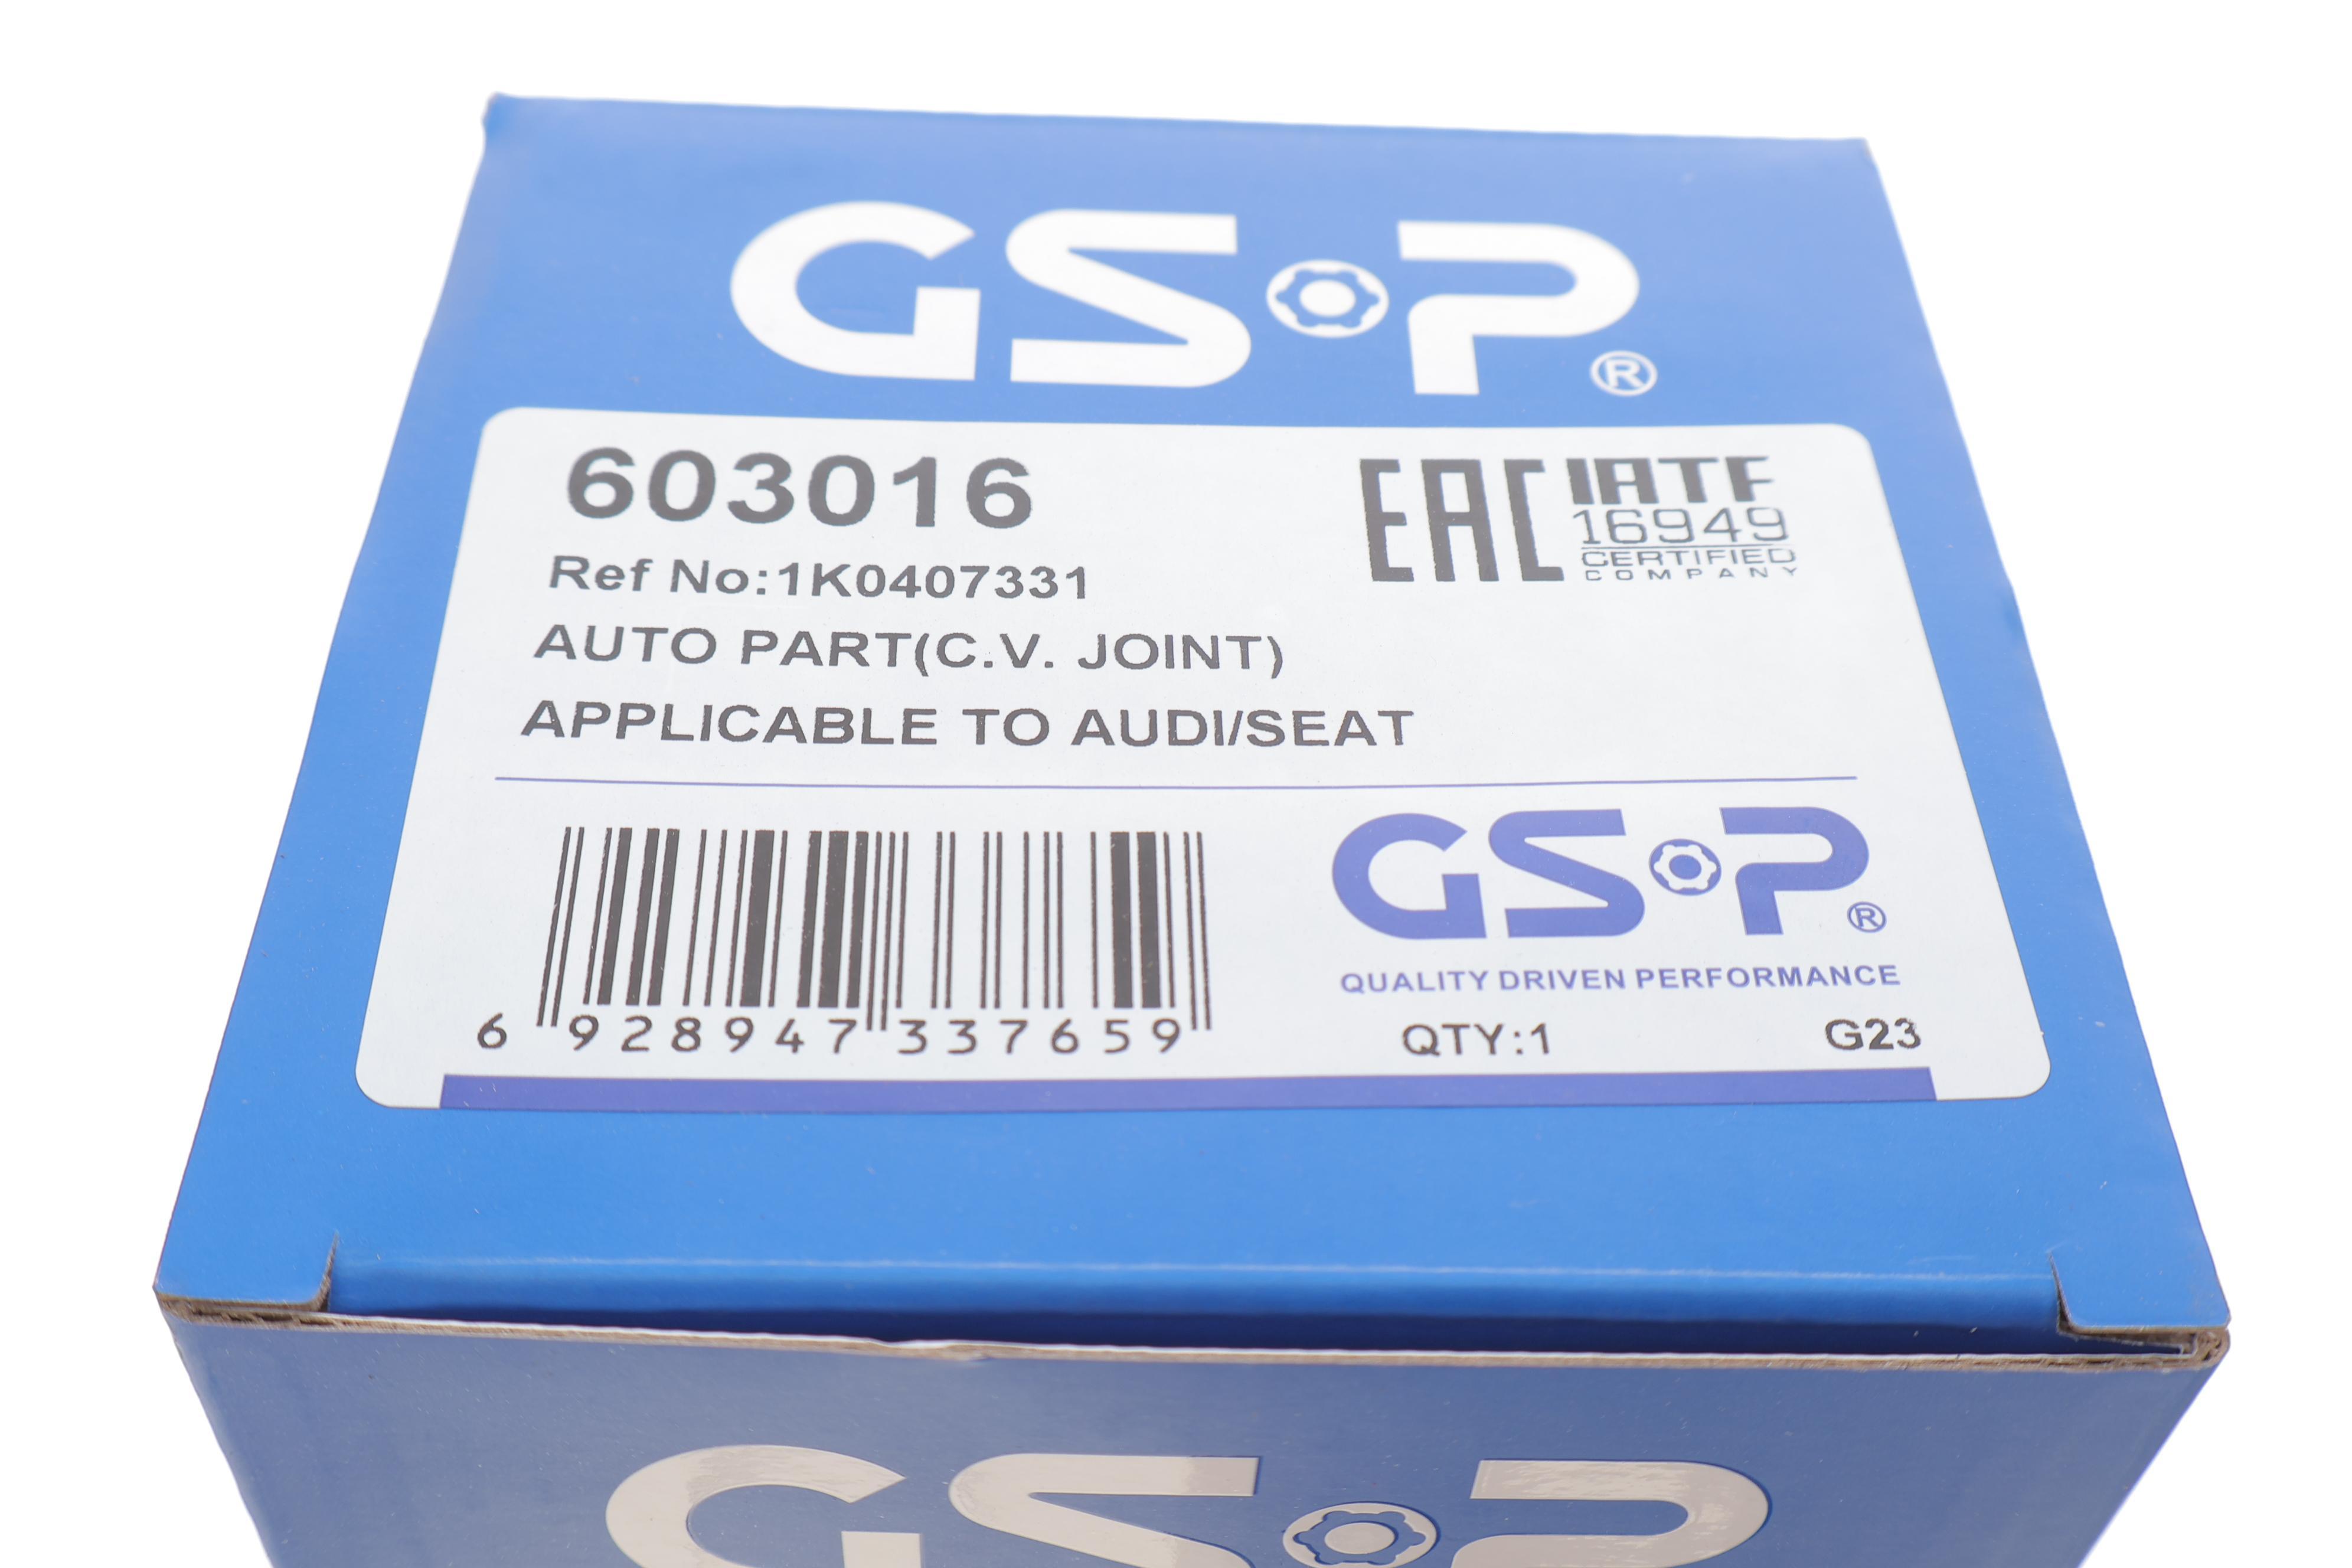 GSP®
603016
EAC
IATF
16949
CERTIFIED
COMPANY
Ref No:1K0407331
AUTO PART(C.V. JOINT)
APPLICABLE TO AUDI/SEAT
GSP®
QUALITY DRIVEN PERFORMANCE
6 928947 337659
QTY:1 G23
GSP